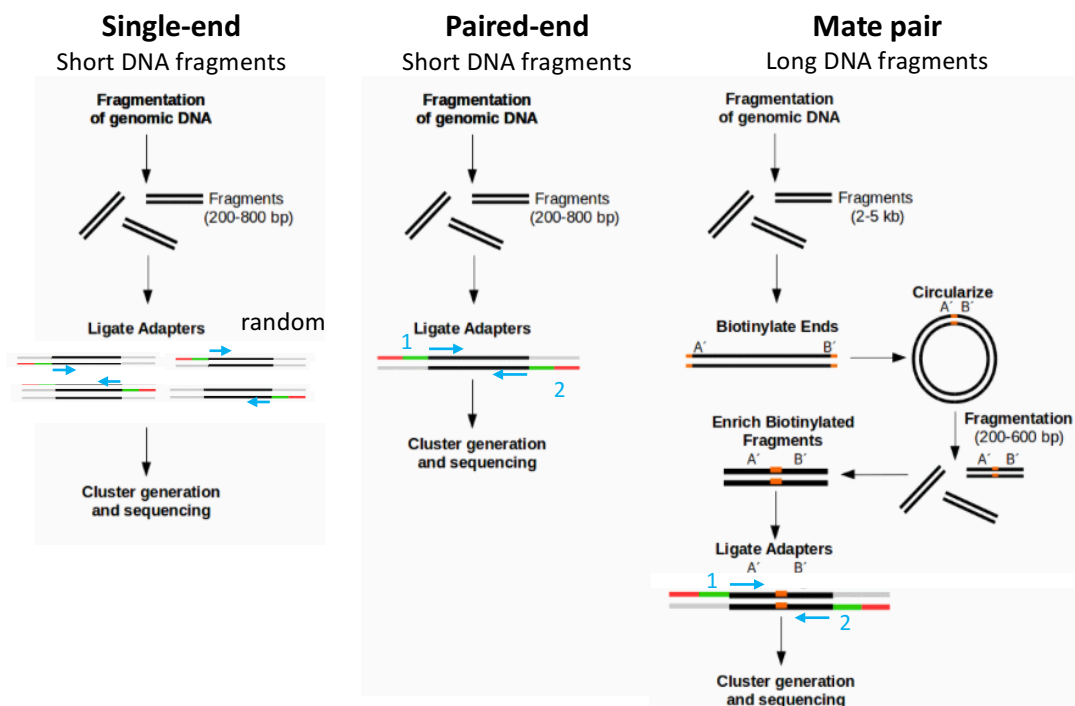 Single-end
Short DNA fragments
Fragmentation
of genomic DNA
Fragments
(200-800 bp)
Ligate Adapters
random
Cluster generation
and sequencing
Paired-end
Short DNA fragments
Fragmentation
of genomic DNA
Fragments
(200-800 bp)
Ligate Adapters
1
2
Cluster generation
and sequencing
Mate pair
Long DNA fragments
Fragmentation
of genomic DNA
Fragments
(2-5 kb)
Biotinylate Ends
A´ B´
Circularize
A´ B´
Fragmentation
(200-600 bp)
A´ B´
Enrich Biotinylated
Fragments
A´ B´
Ligate Adapters
A´ B´
1
2
Cluster generation
and sequencing